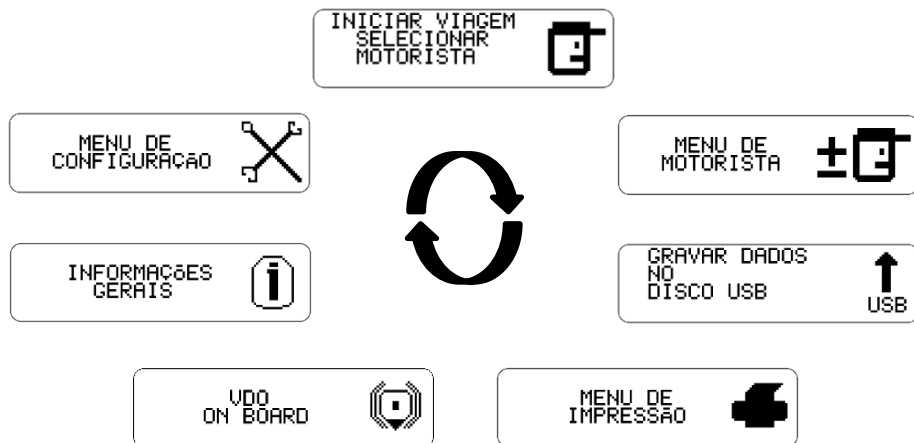 INICIAR VIAGEM
SELECIONAR
MOTORISTA
MENU DE
CONFIGURAÇÃO
MENU DE
MOTORISTA
INFORMAÇÕES
GERAIS
GRAVAR DADOS
NO
DISCO USB
USB
VDO
ON BOARD
MENU DE
IMPRESSÃO